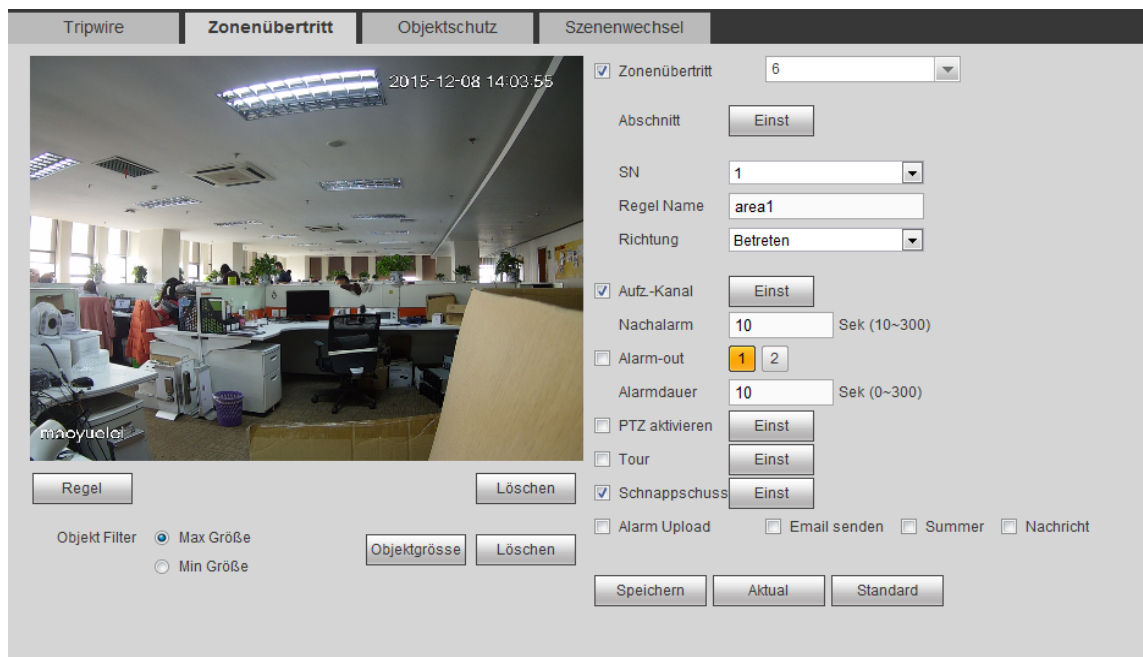 Tripwire Zonenübertritt Objektschutz Szenenwechsel
2015-12-08 14:03:55
maoyuelei
Regel Löschen
Objekt Filter Max Größe
Min Größe
Objektgrösse Löschen
Zonenübertritt 6
Abschnitt Einst
SN 1
Regel Name area1
Richtung Betreten
Aufz.-Kanal Einst
Nachalarm 10 Sek (10~300)
Alarm-out 1 2
Alarmdauer 10 Sek (0~300)
PTZ aktivieren Einst
Tour Einst
Schnappschuss Einst
Alarm Upload Email senden Summer Nachricht
Speichern Aktual Standard